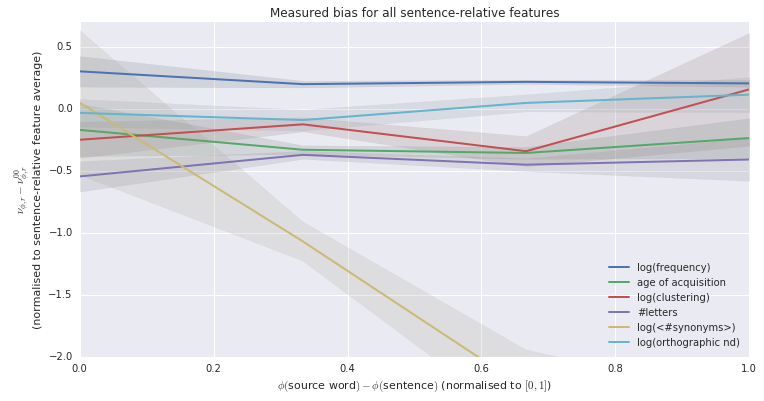 Measured bias for all sentence-relative features
ν_ϕ,r − ν^00_ϕ,r
(normalised to sentence-relative feature average)
0.5
0.0
−0.5
−1.0
−1.5
−2.0
log(frequency)
age of acquisition
log(clustering)
#letters
log(<#synonyms>)
log(orthographic nd)
0.0 0.2 0.4 0.6 0.8 1.0
ϕ(source word) − ϕ(sentence) (normalised to [0, 1])